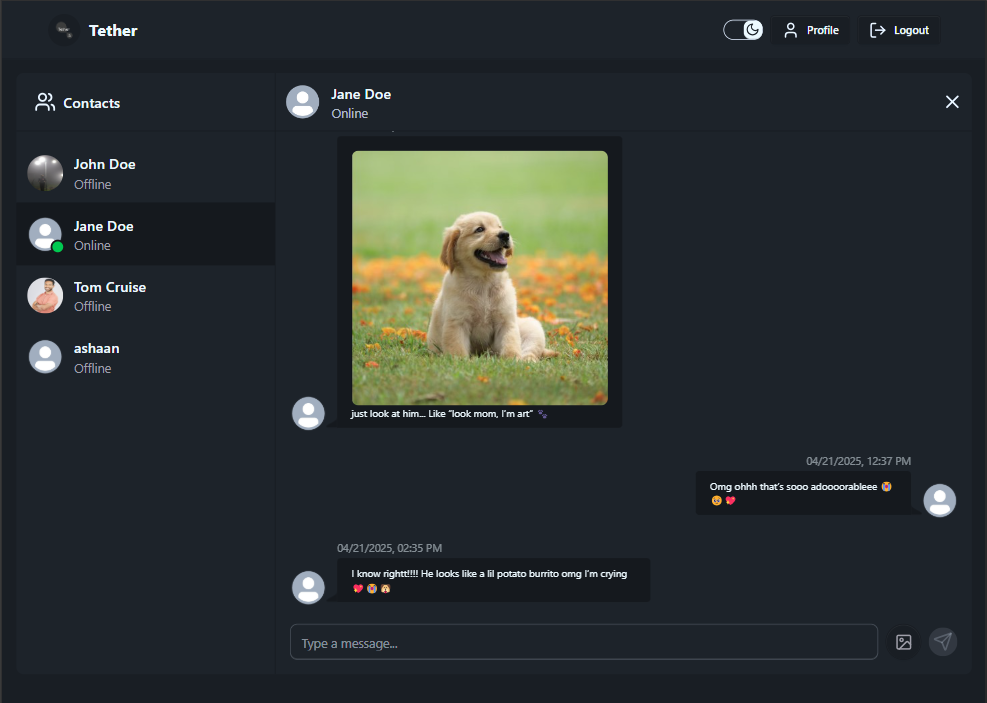 Tether
Profile
Logout
Contacts
John Doe
Offline
Jane Doe
Online
Tom Cruise
Offline
ashaan
Offline
Jane Doe
Online
just look at him... Like "look mom, I'm art" 🐾
04/21/2025, 12:37 PM
Omg ohhh that's sooo adoooorableee 😭
😡💖
04/21/2025, 02:35 PM
I know rightt!!!! He looks like a lil potato burrito omg I'm crying
💖😭
Type a message...